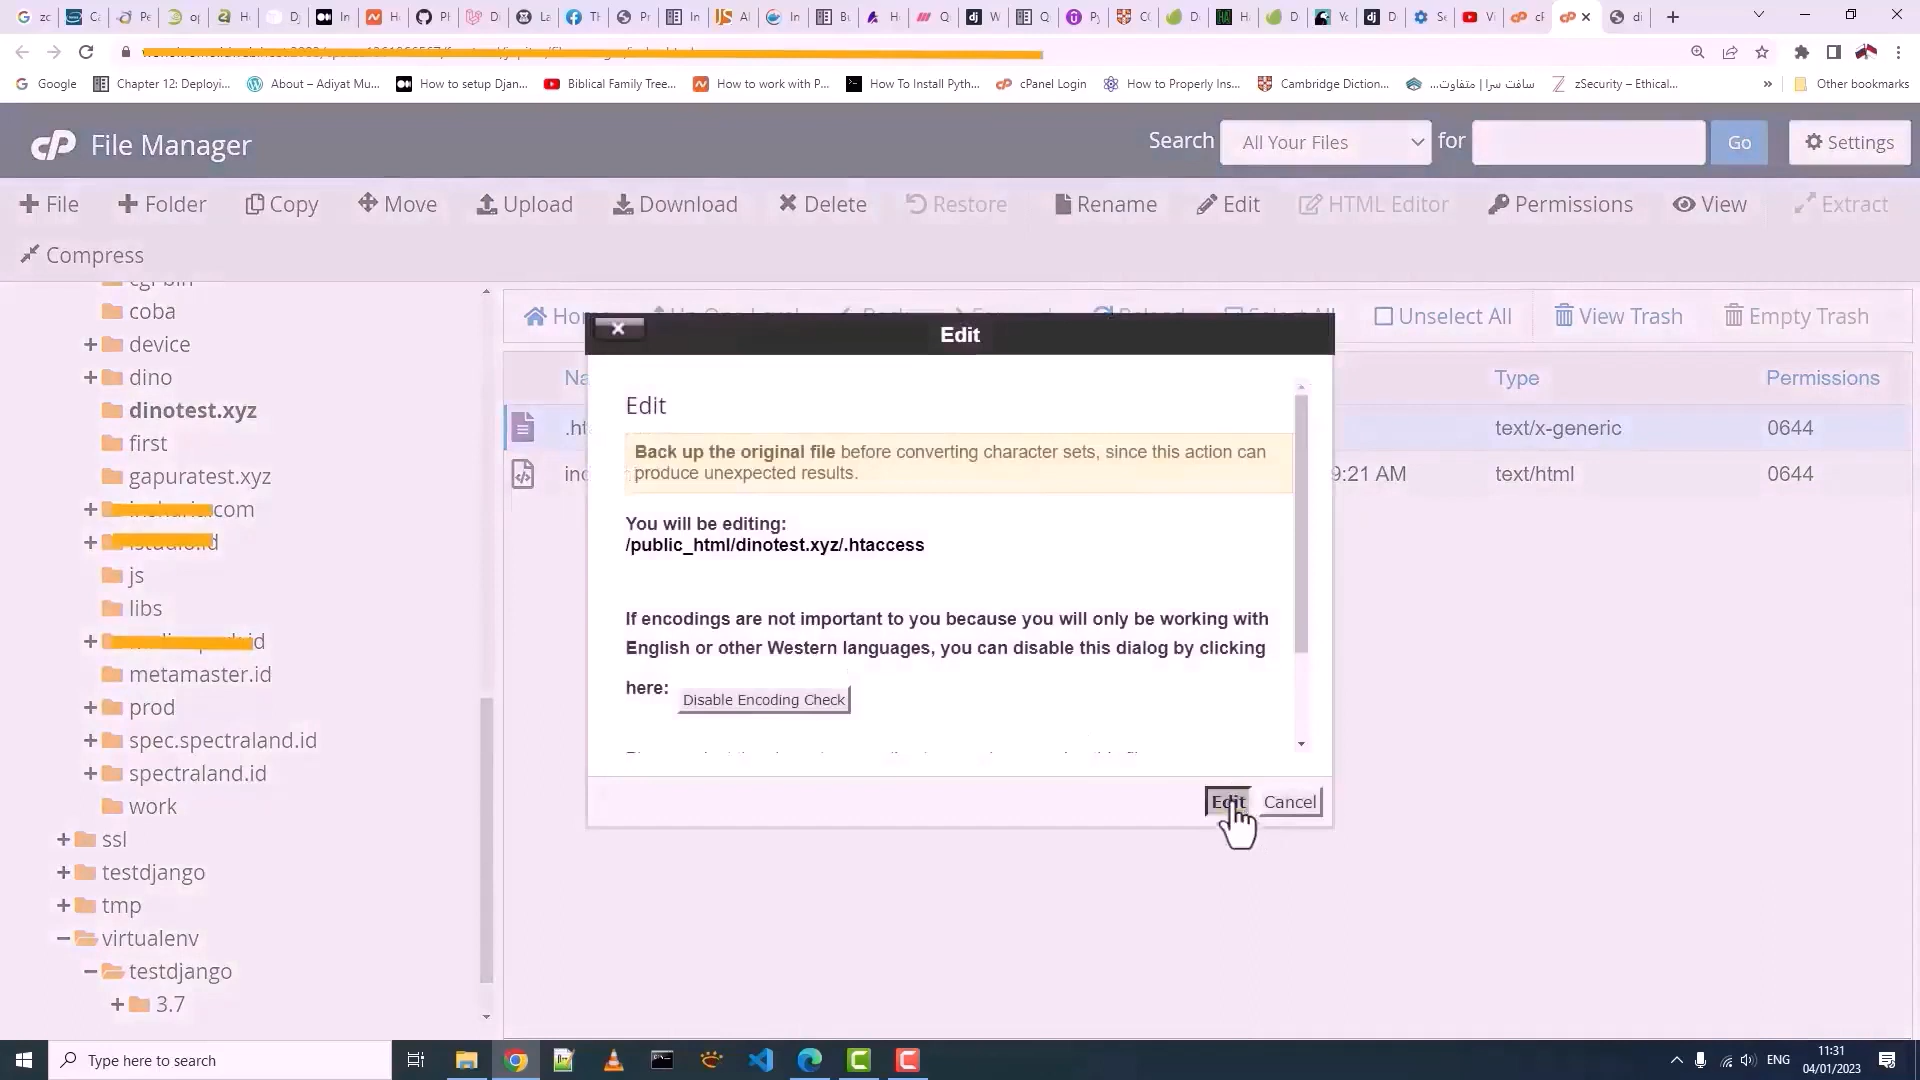 Google
Chapter 12: Deployi...
About – Adiyat Mu...
How to setup Djan...
Biblical Family Tree...
How to work with P...
How To Install Pytho...
cPanel Login
How to Properly Ins...
Cambridge Diction...
سافت سرا | متفاوت...
zSecurity – Ethical...
»
Other bookmarks
cP File Manager
Search All Your Files for Go Settings
File
Folder
Copy
Move
Upload
Download
Delete
Restore
Rename
Edit
HTML Editor
Permissions
View
Extract
Compress
coba
device
dino
dinotest.xyz
first
gapuratest.xyz
.com
js
libs
metamaster.id
prod
spec.spectraland.id
spectraland.id
work
ssl
testdjango
tmp
virtualenv
testdjango
3.7
Unselect All
View Trash
Empty Trash
Type
Permissions
text/x-generic
0644
9:21 AM
text/html
0644
Edit
Edit
Back up the original file before converting character sets, since this action can
produce unexpected results.
You will be editing:
/public_html/dinotest.xyz/.htaccess
If encodings are not important to you because you will only be working with
English or other Western languages, you can disable this dialog by clicking
here: Disable Encoding Check
Edit Cancel
Type here to search
ENG
11:31
04/01/2023